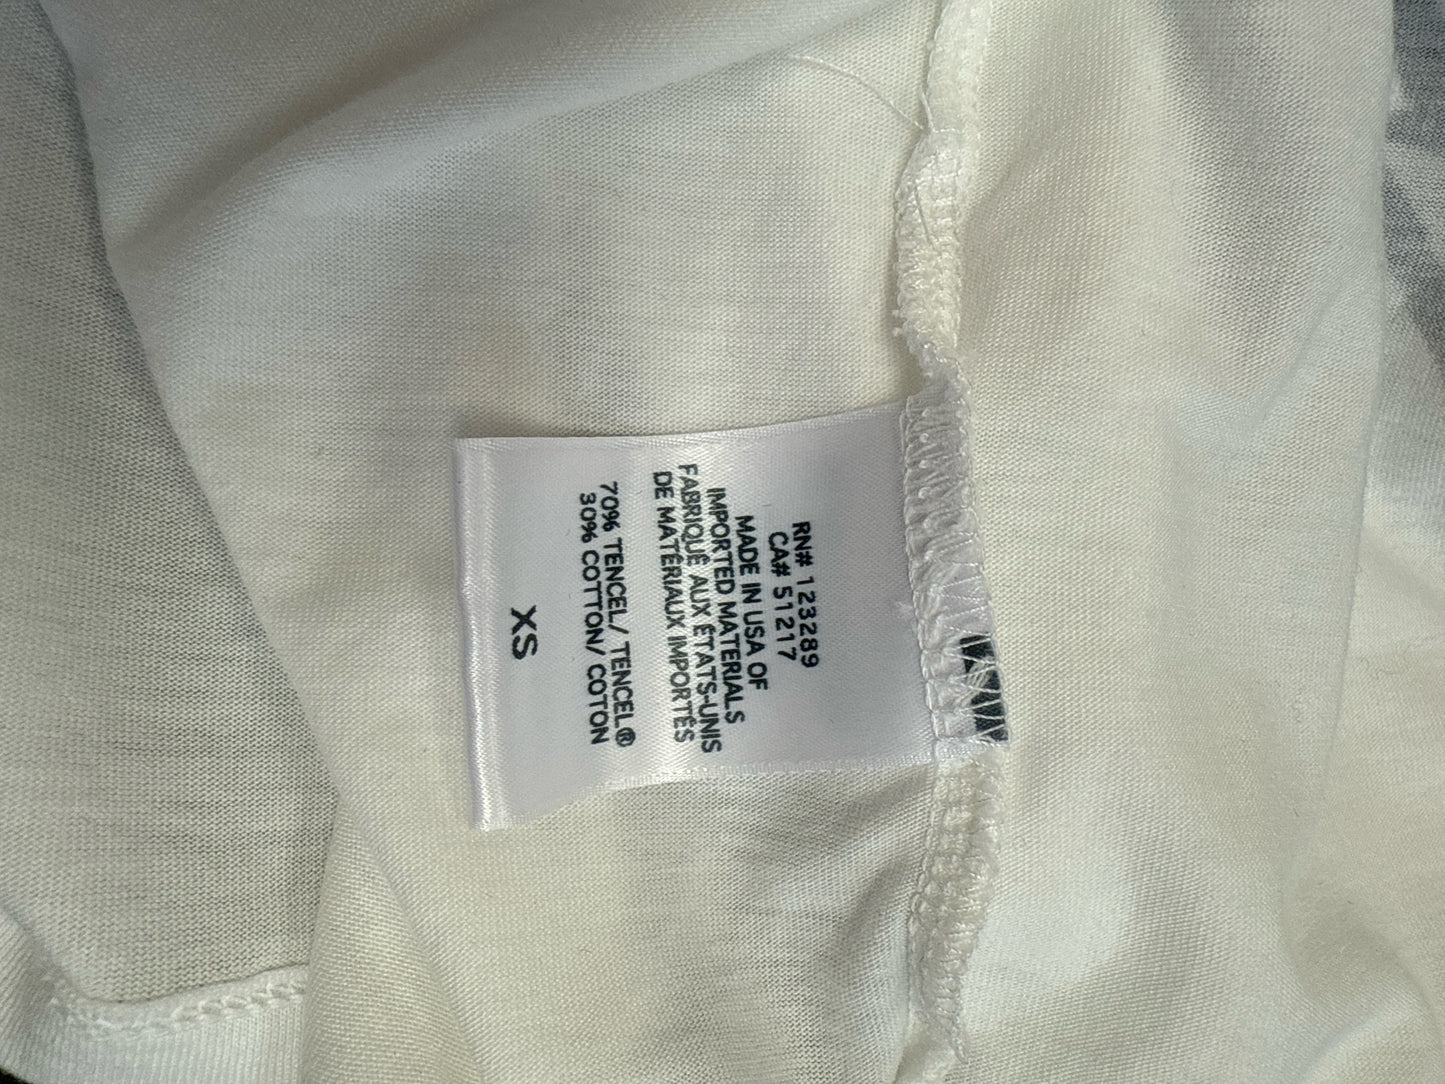 RN# 123289
CA# 51217
MADE IN USA OF
IMPORTED MATERIALS
FABRIQUÉ AUX ÉTATS-UNIS
DE MATÉRIAUX IMPORTÉS
70% TENCEL/ TENCEL®
30% COTTON/ COTON
XS